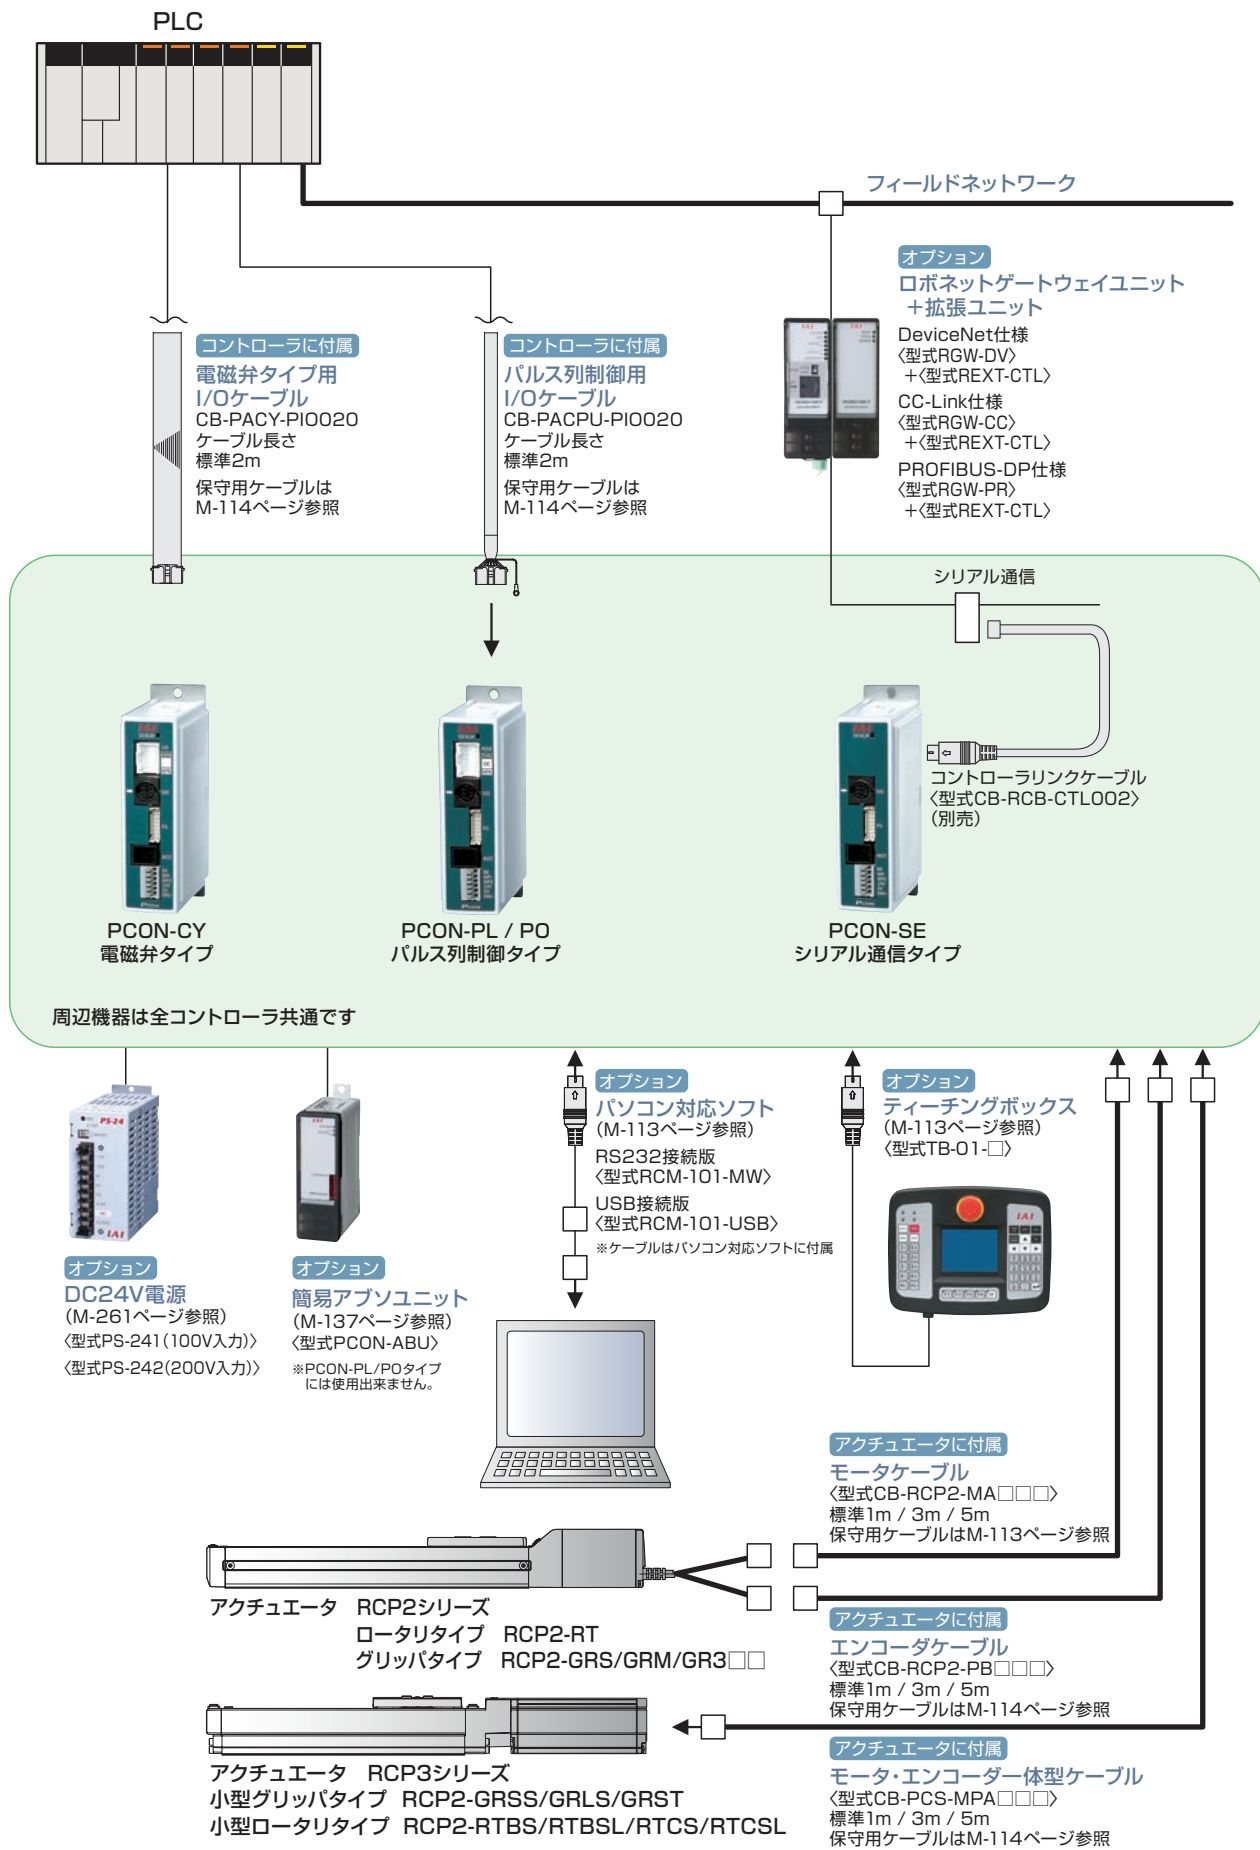 PLC
フィールドネットワーク
オプション
ロボネットゲートウェイユニット
＋拡張ユニット
DeviceNet仕様
〈型式RGW-DV〉
＋〈型式REXT-CTL〉
CC-Link仕様
〈型式RGW-CC〉
＋〈型式REXT-CTL〉
PROFIBUS-DP仕様
〈型式RGW-PR〉
＋〈型式REXT-CTL〉
コントローラに付属
電磁弁タイプ用
I/Oケーブル
CB-PACY-PIO020
ケーブル長さ
標準2m
保守用ケーブルは
M-114ページ参照
コントローラに付属
パルス列制御用
I/Oケーブル
CB-PACPU-PIO020
ケーブル長さ
標準2m
保守用ケーブルは
M-114ページ参照
シリアル通信
コントローラリンクケーブル
〈型式CB-RCB-CTL002〉
（別売）
PCON-CY
電磁弁タイプ
PCON-PL / PO
パルス列制御タイプ
PCON-SE
シリアル通信タイプ
周辺機器は全コントローラ共通です
PS-24
IAI
オプション
DC24V電源
（M-261ページ参照）
〈型式PS-241（100V入力）〉
〈型式PS-242（200V入力）〉
オプション
簡易アブソユニット
（M-137ページ参照）
〈型式PCON-ABU〉
※PCON-PL/POタイプ
には使用出来ません。
オプション
パソコン対応ソフト
（M-113ページ参照）
RS232接続版
〈型式RCM-101-MW〉
USB接続版
〈型式RCM-101-USB〉
※ケーブルはパソコン対応ソフトに付属
オプション
ティーチングボックス
（M-113ページ参照）
〈型式TB-01-□〉
IAI
アクチュエータに付属
モータケーブル
〈型式CB-RCP2-MA□□□〉
標準1m / 3m / 5m
保守用ケーブルはM-113ページ参照
アクチュエータ　RCP2シリーズ
ロータリタイプ　RCP2-RT
グリッパタイプ　RCP2-GRS/GRM/GR3□□
アクチュエータに付属
エンコーダケーブル
〈型式CB-RCP2-PB□□□〉
標準1m / 3m / 5m
保守用ケーブルはM-114ページ参照
アクチュエータ　RCP3シリーズ
小型グリッパタイプ　RCP2-GRSS/GRLS/GRST
小型ロータリタイプ　RCP2-RTBS/RTBSL/RTCS/RTCSL
アクチュエータに付属
モータ・エンコーダ一体型ケーブル
〈型式CB-PCS-MPA□□□〉
標準1m / 3m / 5m
保守用ケーブルはM-114ページ参照